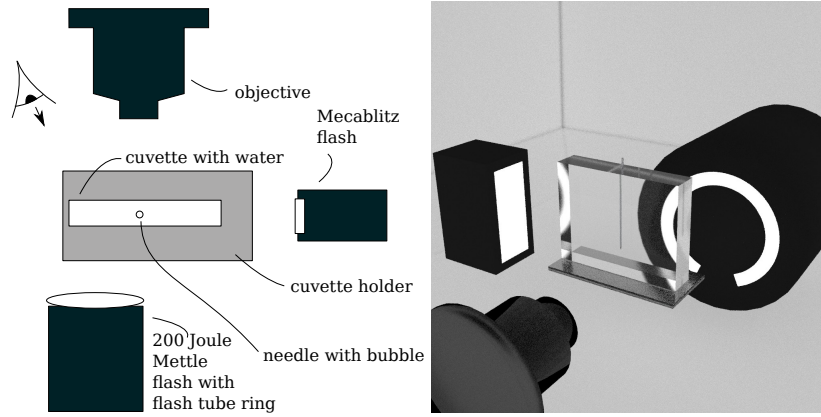 objective
Mecablitz
flash
cuvette with water
cuvette holder
200 Joule
Mettle
flash with
flash tube ring
needle with bubble